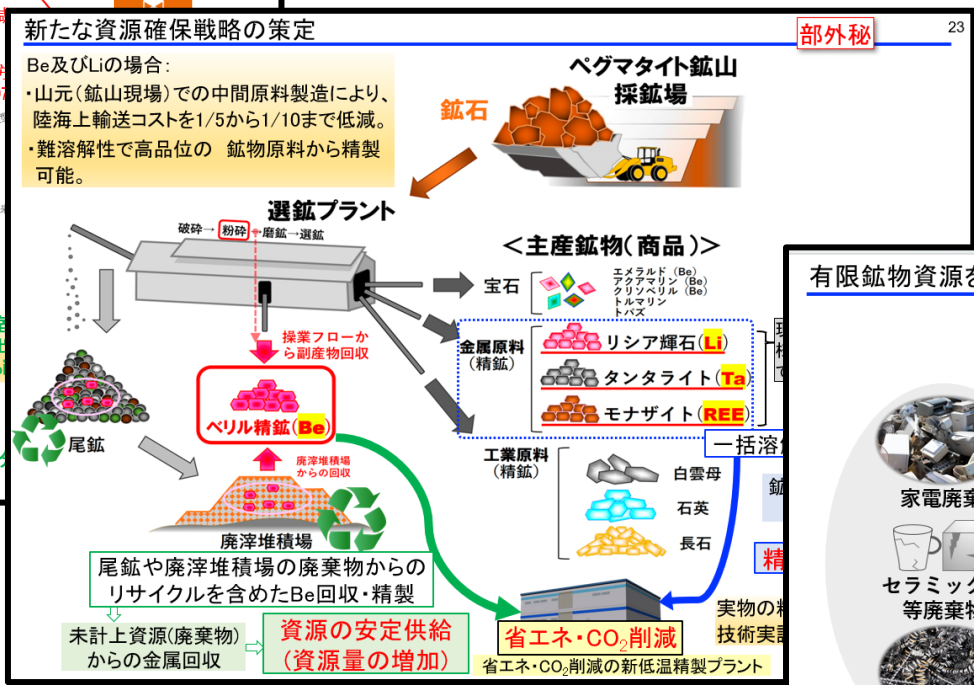 新たな資源確保戦略の策定
部外秘
23
Be及びLiの場合:
・山元(鉱山現場)での中間原料製造により、
陸海上輸送コストを1/5から1/10まで低減。
・難溶解性で高品位の 鉱物原料から精製
可能。
ペグマタイト鉱山
採鉱場
鉱石
選鉱プラント
破砕→粉砕→磨鉱→選鉱
<主産鉱物(商品)>
宝石
エメラルド (Be)
アクアマリン (Be)
クリソベリル (Be)
トルマリン
トパズ
操業フローか
ら副産物回収
金属原料
(精鉱)
リシア輝石(Li)
タンタライト(Ta)
モナザイト(REE)
ベリル精鉱(Be)
尾鉱
廃滓堆積場
からの回収
廃滓堆積場
工業原料
(精鉱)
白雲母
石英
長石
一括溶
尾鉱や廃滓堆積場の廃棄物からの
リサイクルを含めたBe回収・精製
未計上資源(廃棄物)
からの金属回収
資源の安定供給
(資源量の増加)
省エネ・CO₂削減
省エネ・CO₂削減の新低温精製プラント
鉱
精
実物の
技術実
有限鉱物資源を
家電廃
セラミック
等廃棄物